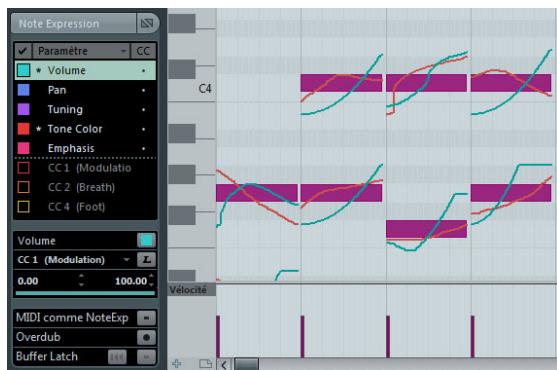 Note Expression
Paramètre CC
* Volume
Pan
Tuning
* Tone Color
Emphasis
CC 1 (Modulatio
CC 2 (Breath)
CC 4 (Foot)
Volume
CC 1 (Modulation) L
0.00 100.00
MIDI comme NoteExp
Overdub
Buffer Latch
C4
Vélocité